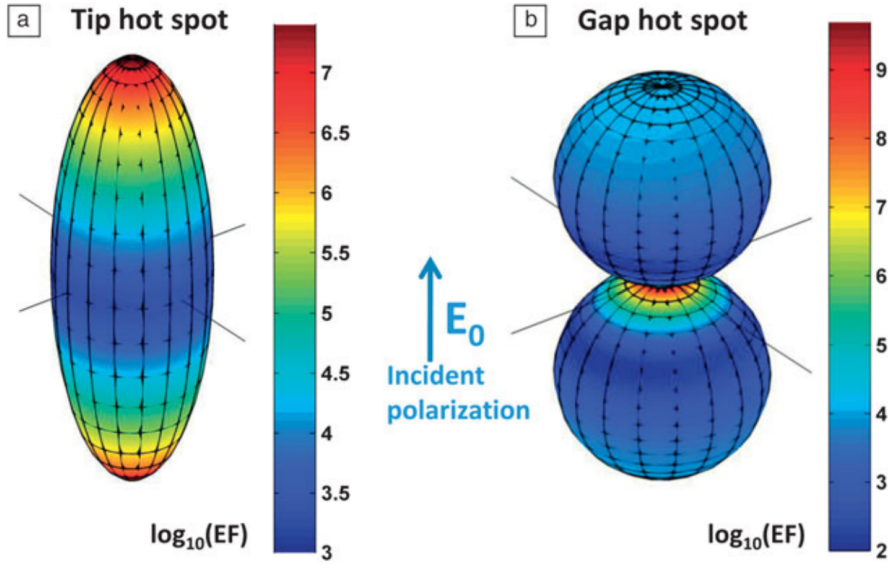 a
Tip hot spot
7
6.5
6
5.5
5
4.5
4
3.5
3
log10(EF)
E0
Incident
polarization
b
Gap hot spot
9
8
7
6
5
4
3
2
log10(EF)